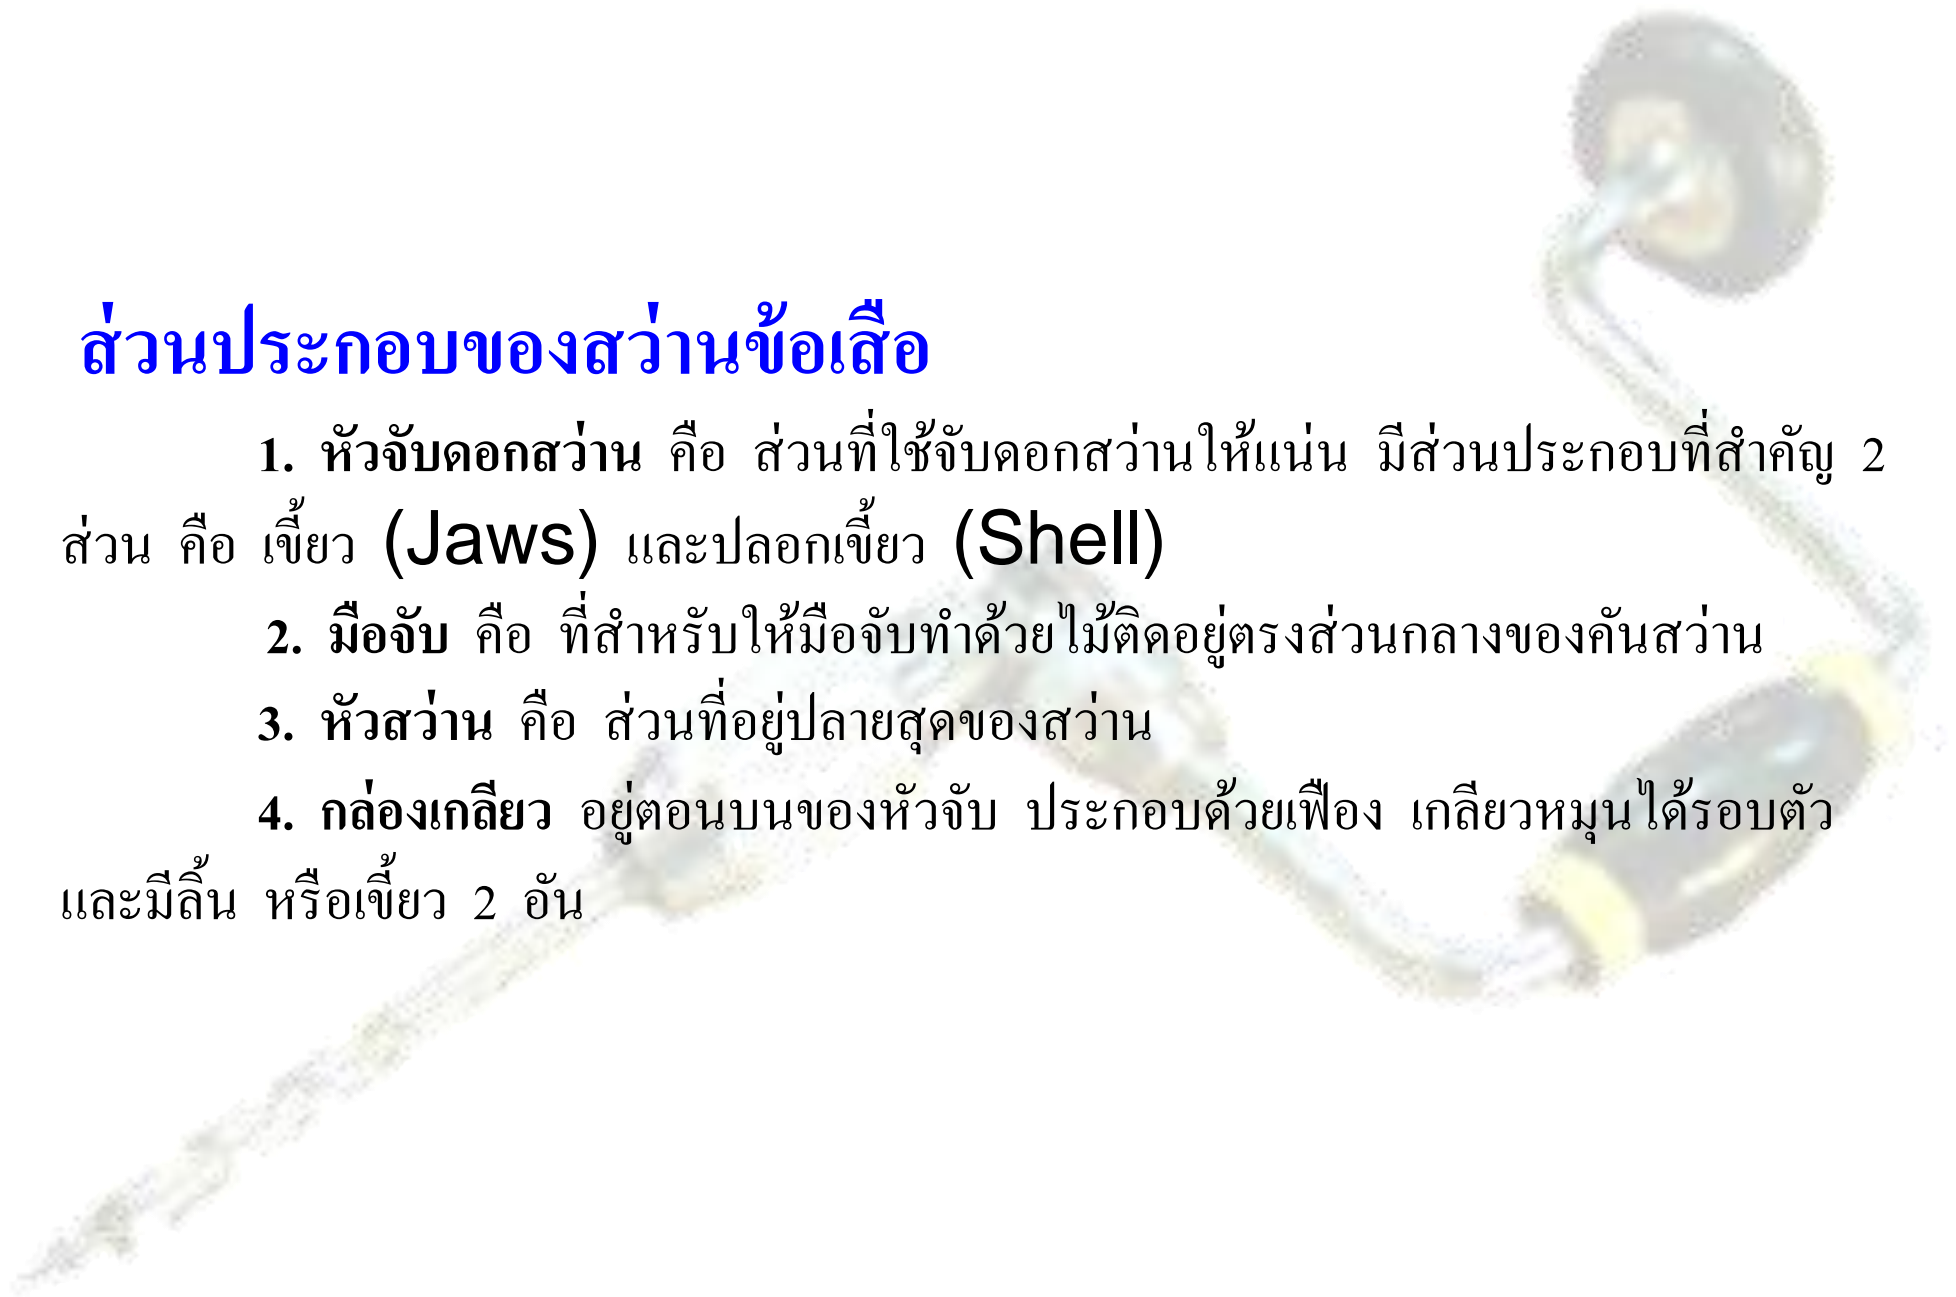 ส่วนประกอบของสว่านข้อเสือ
1. หัวจับดอกสว่าน คือ ส่วนที่ใช้จับดอกสว่านให้แน่น มีส่วนประกอบที่สำคัญ 2
ส่วน คือ เขี้ยว (Jaws) และปลอกเขี้ยว (Shell)
2. มือจับ คือ ที่สำหรับให้มือจับทำด้วยไม้ติดอยู่ตรงส่วนกลางของคันสว่าน
3. หัวสว่าน คือ ส่วนที่อยู่ปลายสุดของสว่าน
4. กล่องเกลียว อยู่ตอนบนของหัวจับ ประกอบด้วยเฟือง เกลียวหมุนได้รอบตัว
และมีลิ้น หรือเขี้ยว 2 อัน